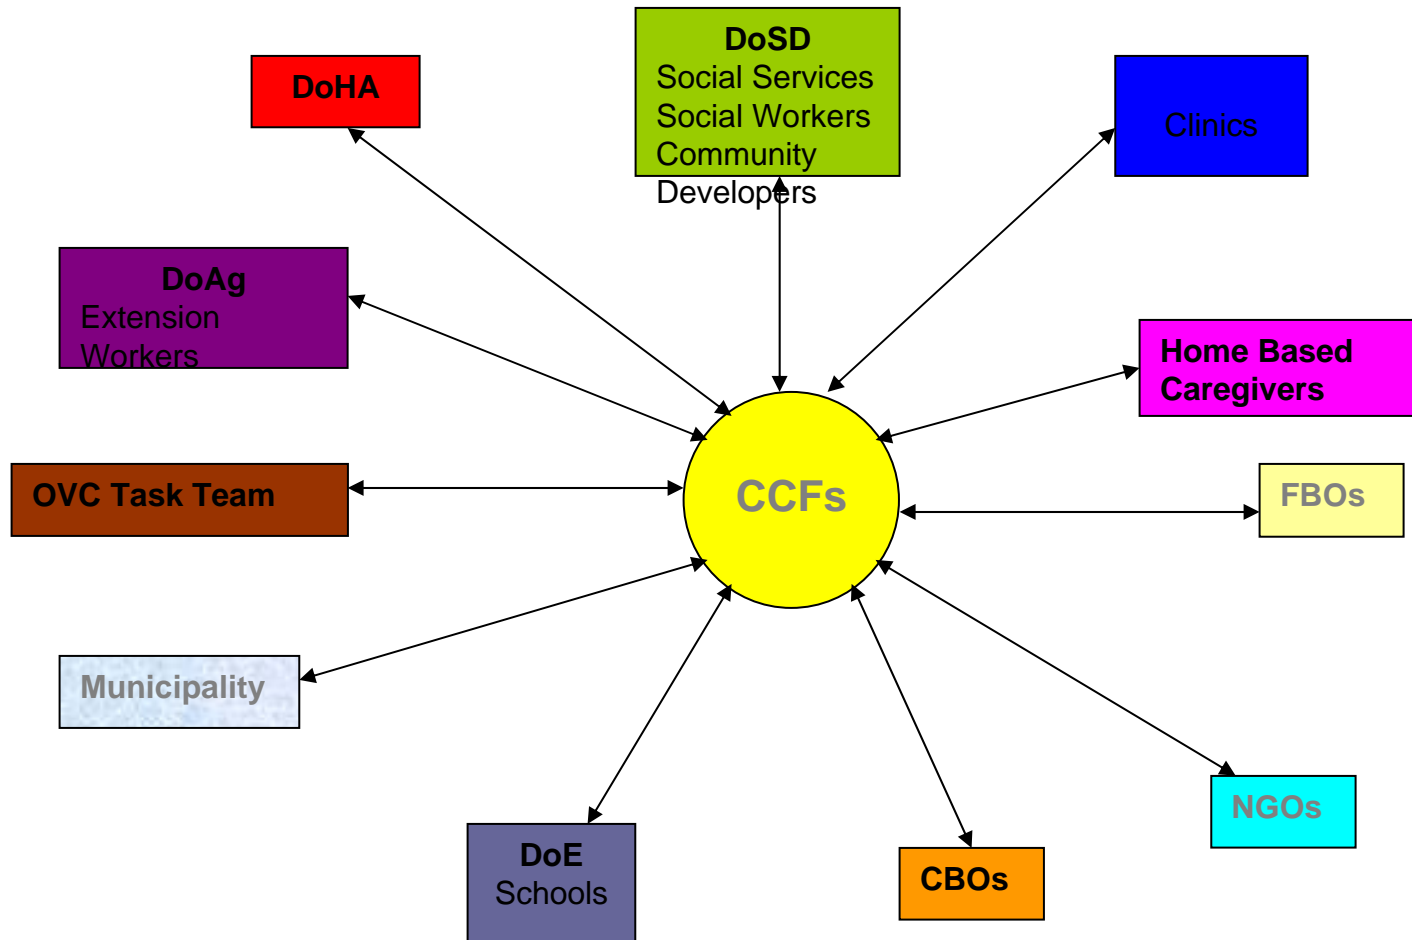 DoSD
Social Services
Social Workers
Community
Developers
DoHA
Clinics
DoAg
Extension
Workers
Home Based
Caregivers
OVC Task Team
CCFs
FBOs
Municipality
NGOs
DoE
Schools
CBOs